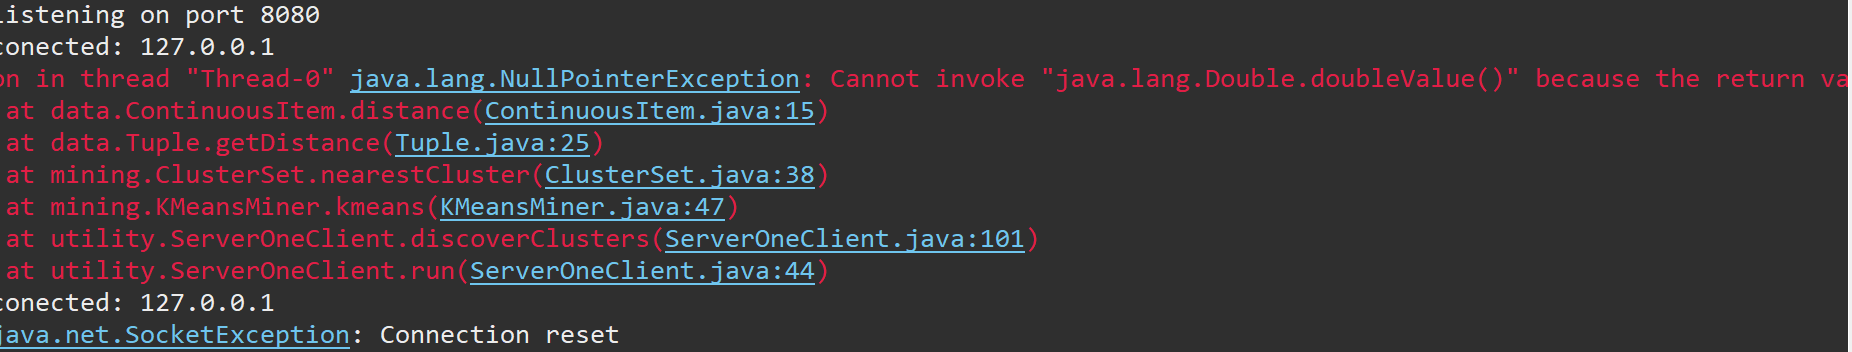 listening on port 8080
conected: 127.0.0.1
on in thread "Thread-0" java.lang.NullPointerException: Cannot invoke "java.lang.Double.doubleValue()" because the return va
at data.ContinuousItem.distance(ContinuousItem.java:15)
at data.Tuple.getDistance(Tuple.java:25)
at mining.ClusterSet.nearestCluster(ClusterSet.java:38)
at mining.KMeansMiner.kmeans(KMeansMiner.java:47)
at utility.ServerOneClient.discoverClusters(ServerOneClient.java:101)
at utility.ServerOneClient.run(ServerOneClient.java:44)
conected: 127.0.0.1
java.net.SocketException: Connection reset